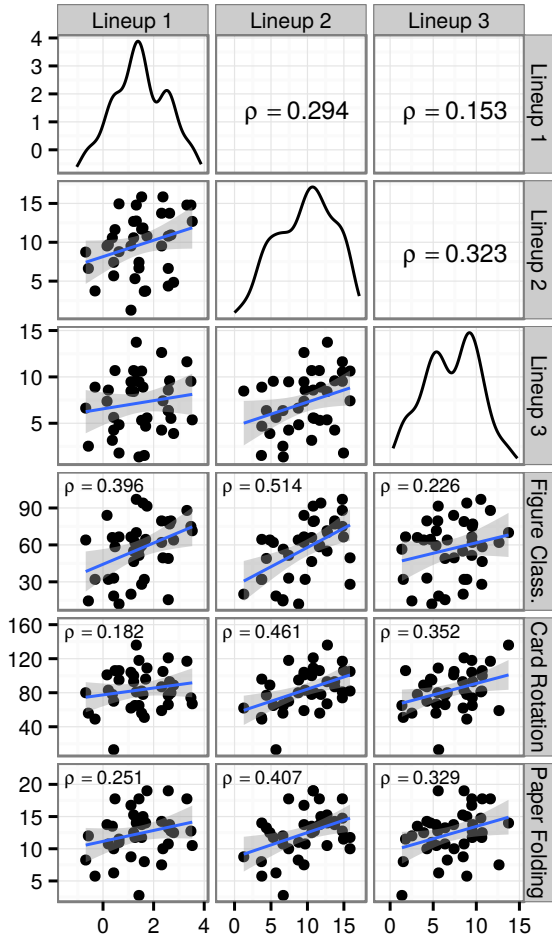 Lineup 1 Lineup 2 Lineup 3
4
3
2
1
0
ρ = 0.294
ρ = 0.153
Lineup 1
15
10
5
ρ = 0.323
Lineup 2
15
10
5
Lineup 3
90
60
30
ρ = 0.396
ρ = 0.514
ρ = 0.226
Figure Class.
160
120
80
40
ρ = 0.182
ρ = 0.461
ρ = 0.352
Card Rotation
20
15
10
5
ρ = 0.251
ρ = 0.407
ρ = 0.329
Paper Folding
0 2 4 0 5 10 15 0 5 10 15